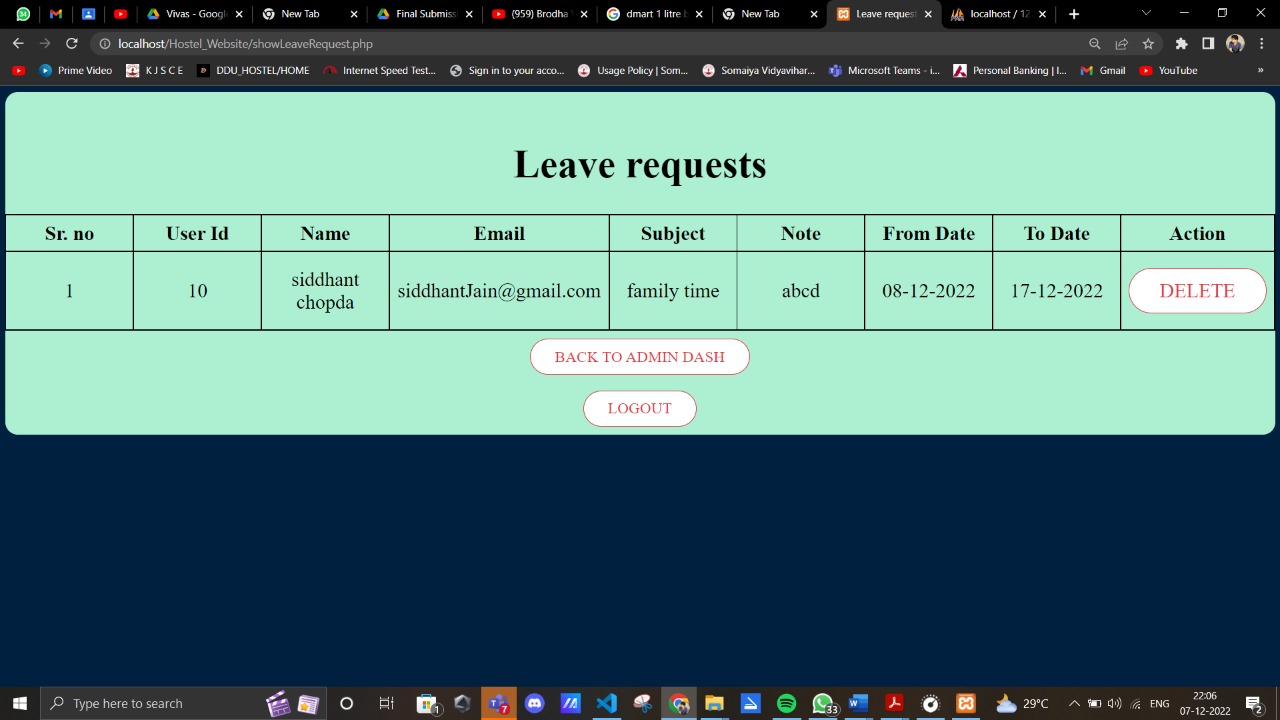 Vivas - Googl
New Tab
Final Submiss
(959) Brodha
dmart 1 litre b
New Tab
Leave request
localhost / 12
localhost/Hostel_Website/showLeaveRequest.php
Prime Video
K J S C E
DDU_HOSTEL/HOME
Internet Speed Test...
Sign in to your acco...
Usage Policy | Som...
Somaiya Vidyavihar...
Microsoft Teams - i...
Personal Banking | I...
Gmail
YouTube
»
Leave requests
Sr. no User Id Name Email Subject Note From Date To Date Action
1 10 siddhant chopda siddhantJain@gmail.com family time abcd 08-12-2022 17-12-2022 DELETE
BACK TO ADMIN DASH
LOGOUT
Type here to search
1
7
33
29°C
ENG
22:06
07-12-2022
2